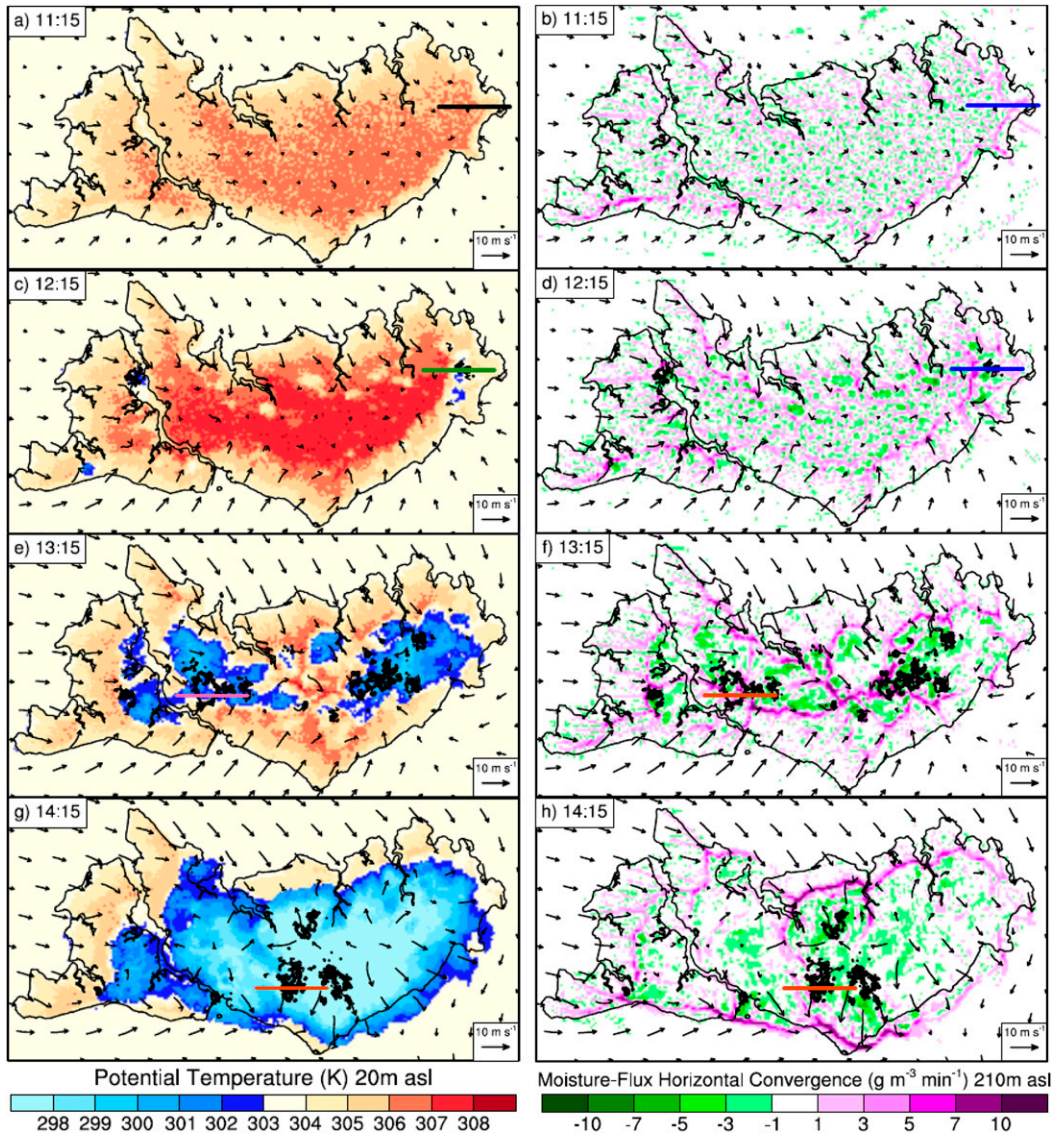 a) 11:15
b) 11:15
10 m s⁻¹
10 m s⁻¹
c) 12:15
d) 12:15
10 m s⁻¹
10 m s⁻¹
e) 13:15
f) 13:15
10 m s⁻¹
10 m s⁻¹
g) 14:15
h) 14:15
10 m s⁻¹
10 m s⁻¹
Potential Temperature (K) 20m asl
298 299 300 301 302 303 304 305 306 307 308
Moisture-Flux Horizontal Convergence (g m⁻³ min⁻¹) 210m asl
-10 -7 -5 -3 -1 1 3 5 7 10